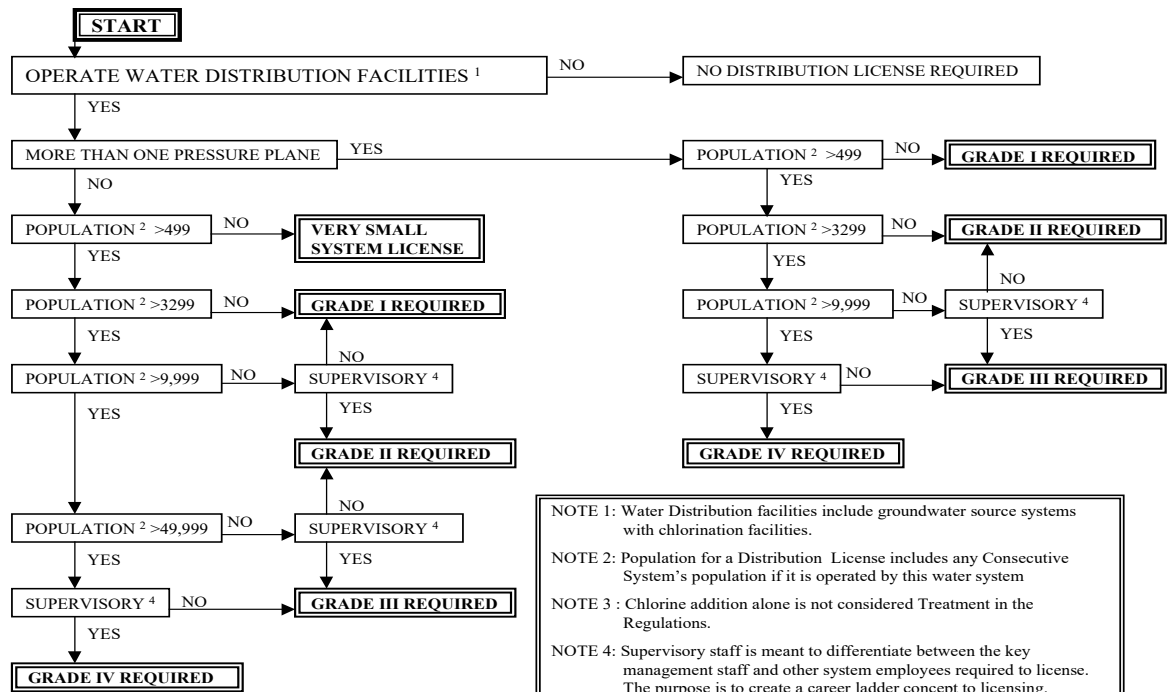 START
OPERATE WATER DISTRIBUTION FACILITIES ¹
NO
NO DISTRIBUTION LICENSE REQUIRED
YES
MORE THAN ONE PRESSURE PLANE
YES
POPULATION ² >499
NO
GRADE I REQUIRED
NO
YES
POPULATION ² >499
NO
VERY SMALL
SYSTEM LICENSE
POPULATION ² >3299
NO
GRADE II REQUIRED
YES
YES
NO
POPULATION ² >3299
NO
GRADE I REQUIRED
POPULATION ² >9,999
NO
SUPERVISORY ⁴
YES
NO
YES
YES
POPULATION ² >9,999
NO
SUPERVISORY ⁴
SUPERVISORY ⁴
NO
GRADE III REQUIRED
YES
YES
YES
GRADE II REQUIRED
GRADE IV REQUIRED
NO
POPULATION ² >49,999
NO
SUPERVISORY ⁴
YES
YES
SUPERVISORY ⁴
NO
GRADE III REQUIRED
YES
GRADE IV REQUIRED
NOTE 1: Water Distribution facilities include groundwater source systems
with chlorination facilities.
NOTE 2: Population for a Distribution License includes any Consecutive
System's population if it is operated by this water system
NOTE 3 : Chlorine addition alone is not considered Treatment in the
Regulations.
NOTE 4: Supervisory staff is meant to differentiate between the key
management staff and other system employees required to license.
The purpose is to create a career ladder concept to licensing.